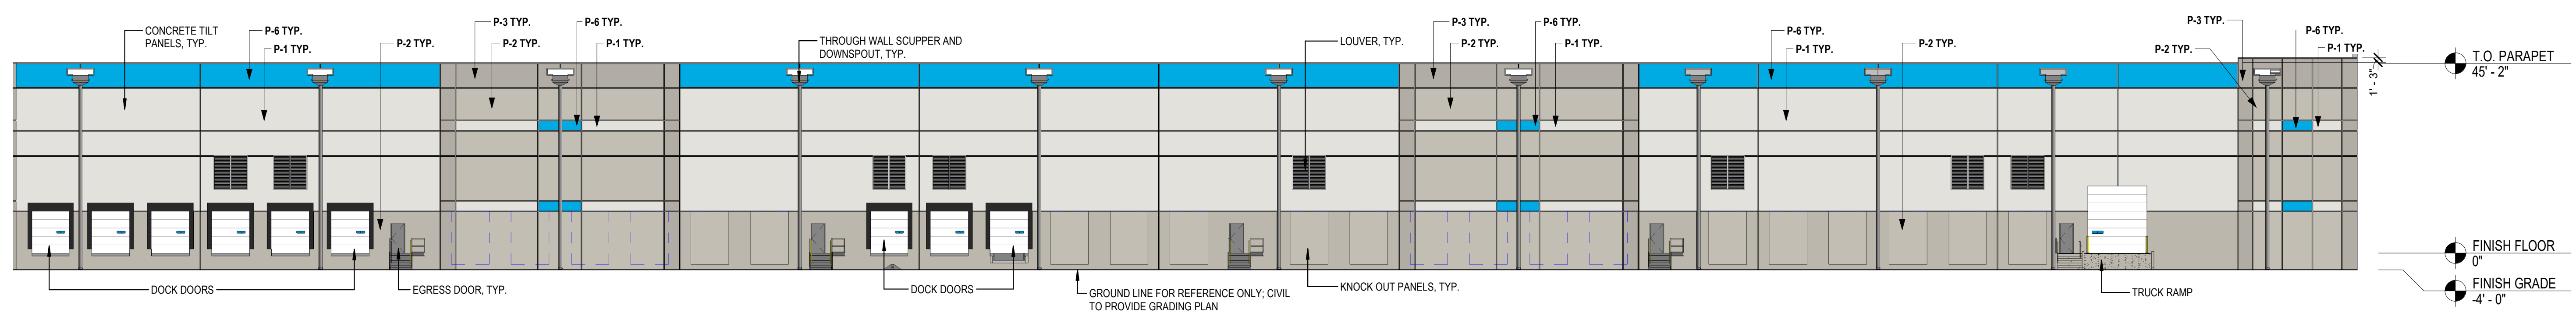 CONCRETE TILT
PANELS, TYP.
P-6 TYP.
P-1 TYP.
P-2 TYP.
P-3 TYP.
P-2 TYP.
P-6 TYP.
P-1 TYP.
THROUGH WALL SCUPPER AND
DOWNSPOUT, TYP.
LOUVER, TYP.
P-3 TYP.
P-2 TYP.
P-6 TYP.
P-1 TYP.
P-6 TYP.
P-1 TYP.
P-2 TYP.
P-3 TYP.
P-2 TYP.
P-6 TYP.
P-1 TYP.
1' - 3"
T.O. PARAPET
45' - 2"
FINISH FLOOR
0"
FINISH GRADE
-4' - 0"
DOCK DOORS
EGRESS DOOR, TYP.
DOCK DOORS
GROUND LINE FOR REFERENCE ONLY; CIVIL
TO PROVIDE GRADING PLAN
KNOCK OUT PANELS, TYP.
TRUCK RAMP